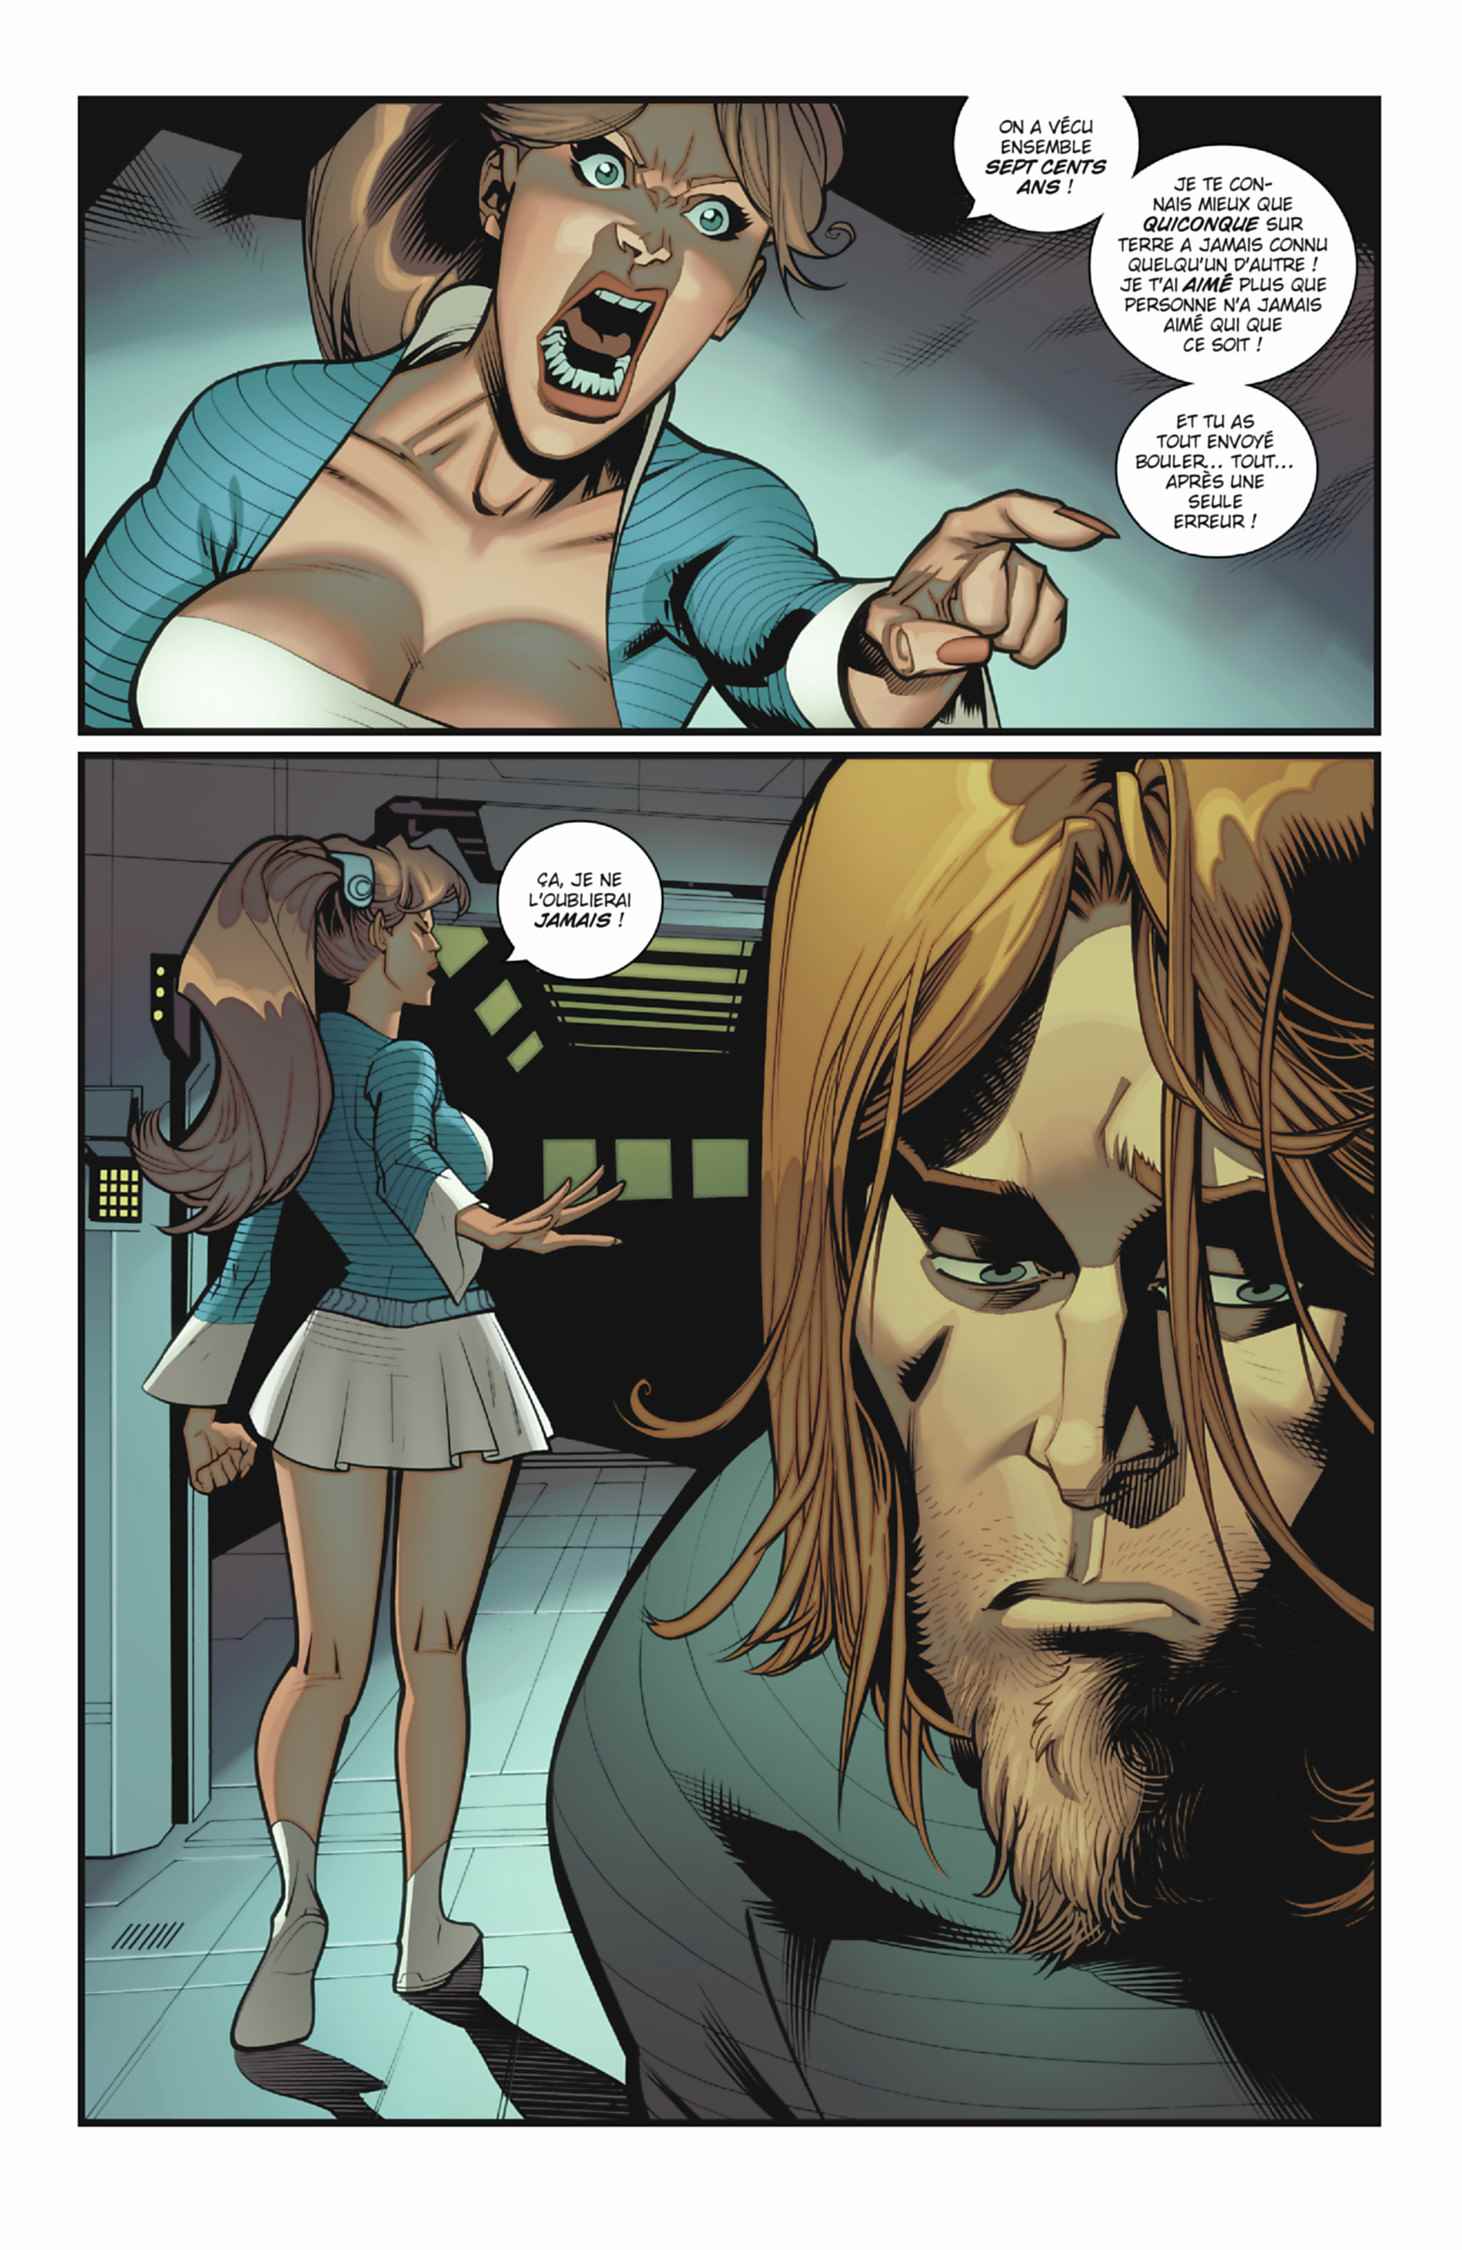 ON A VÉCU
ENSEMBLE
SEPT CENTS
ANS !
JE TE CON-
NAIS MIEUX QUE
QUICONQUE SUR
TERRE A JAMAIS CONNU
QUELQU'UN D'AUTRE !
JE T'AI AIMÉ PLUS QUE
PERSONNE N'A JAMAIS
AIMÉ QUI QUE
CE SOIT !
ET TU AS
TOUT ENVOYÉ
BOULER... TOUT...
APRÈS UNE
SEULE
ERREUR !
ÇA, JE NE
L'OUBLIERAI
JAMAIS !